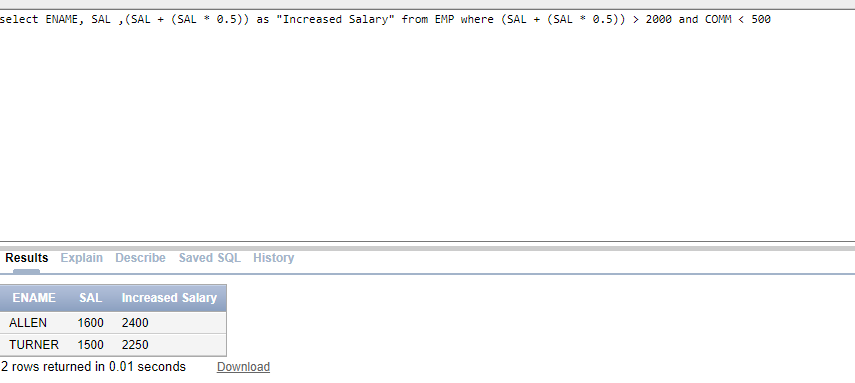 select ENAME, SAL ,(SAL + (SAL * 0.5)) as "Increased Salary" from EMP where (SAL + (SAL * 0.5)) > 2000 and COMM < 500
Results Explain Describe Saved SQL History
ENAME SAL Increased Salary
ALLEN 1600 2400
TURNER 1500 2250
2 rows returned in 0.01 seconds Download